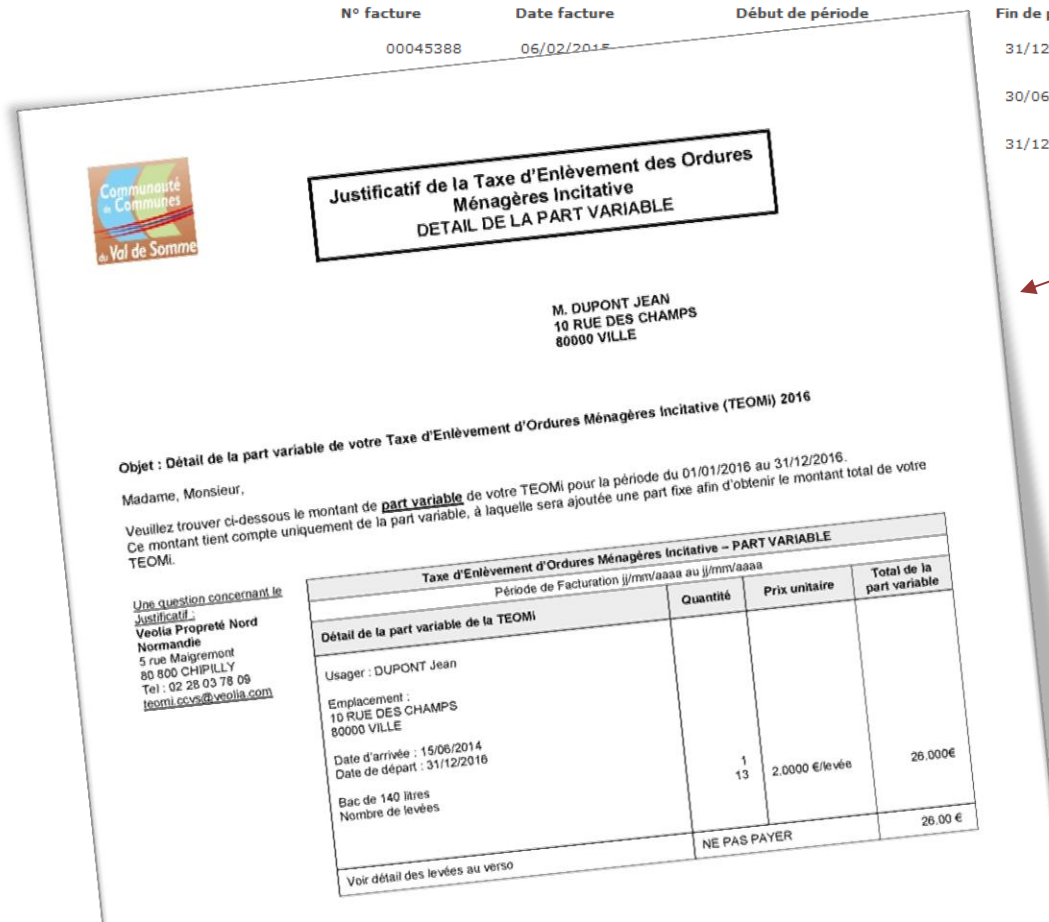 N° facture Date facture Début de période Fin de
00045388 06/02/2015 31/12
30/06
31/12
Communauté
de Communes
du Val de Somme
Justificatif de la Taxe d'Enlèvement des Ordures
Ménagères Incitative
DETAIL DE LA PART VARIABLE
M. DUPONT JEAN
10 RUE DES CHAMPS
80000 VILLE
Objet : Détail de la part variable de votre Taxe d'Enlèvement d'Ordures Ménagères Incitative (TEOMi) 2016
Madame, Monsieur,
Veuillez trouver ci-dessous le montant de part variable de votre TEOMi pour la période du 01/01/2016 au 31/12/2016.
Ce montant tient compte uniquement de la part variable, à laquelle sera ajoutée une part fixe afin d'obtenir le montant total de votre
TEOMi.
Une question concernant le
Justificatif :
Veolia Propreté Nord
Normandie
5 rue Maigremont
80 800 CHIPILLY
Tel : 02 28 03 78 09
teomi.ccvs@veolia.com
Taxe d'Enlèvement d'Ordures Ménagères Incitative – PART VARIABLE
Période de Facturation jj/mm/aaaa au jj/mm/aaaa
Détail de la part variable de la TEOMi Quantité Prix unitaire Total de la
part variable
Usager : DUPONT Jean
Emplacement :
10 RUE DES CHAMPS
80000 VILLE
Date d'arrivée : 15/06/2014
Date de départ : 31/12/2016
Bac de 140 litres 1
Nombre de levées 13 2.0000 €/levée 26.000€
Voir détail des levées au verso NE PAS PAYER 26.00 €